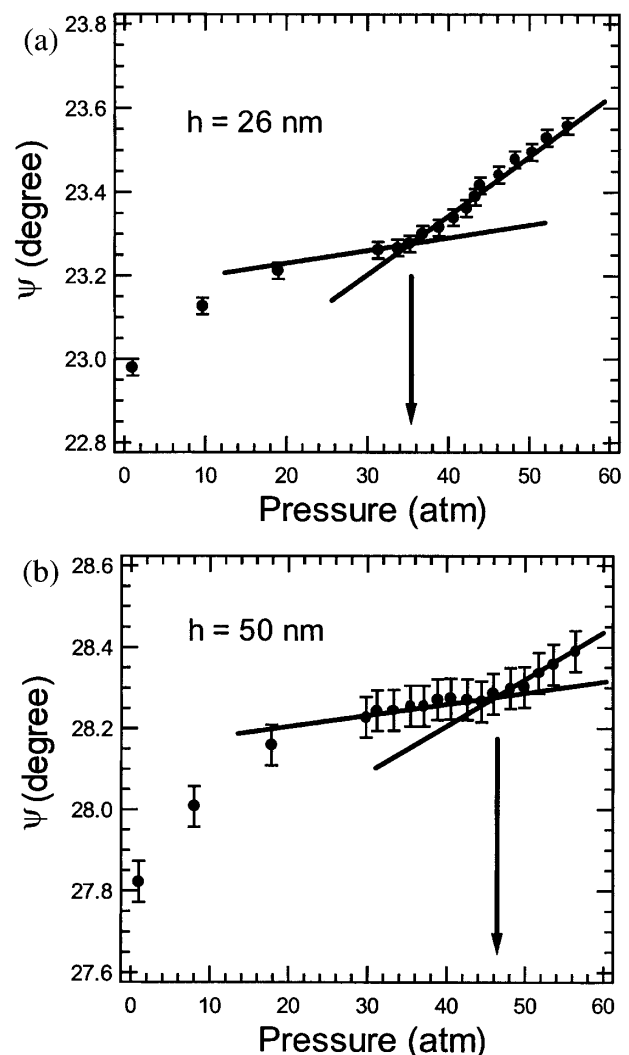 (a)
23.8
23.6
23.4
23.2
23.0
22.8
ψ (degree)
h = 26 nm
0 10 20 30 40 50 60
Pressure (atm)
(b)
28.6
28.4
28.2
28.0
27.8
27.6
ψ (degree)
h = 50 nm
0 10 20 30 40 50 60
Pressure (atm)